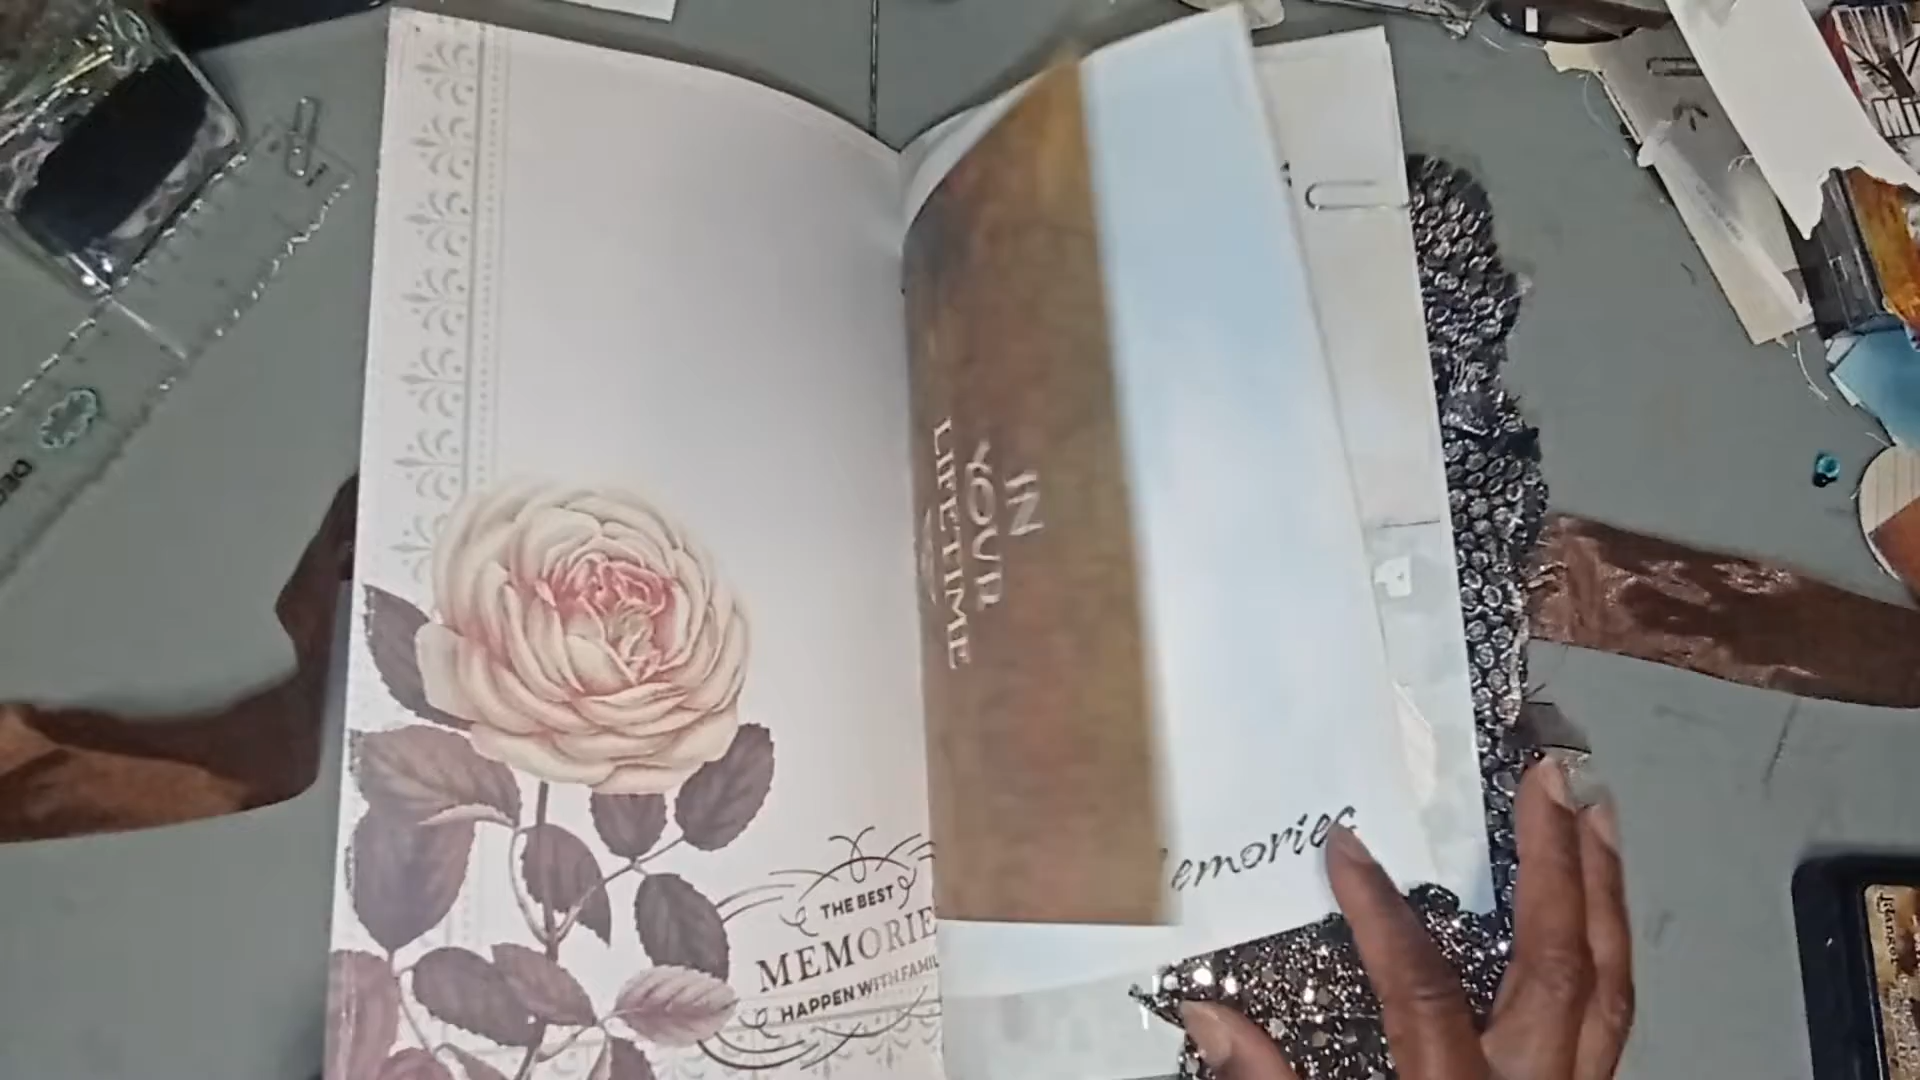 THE BEST
MEMORIE
HAPPEN WITH FAMIL
IN
YOUR
LIFETIME
emories